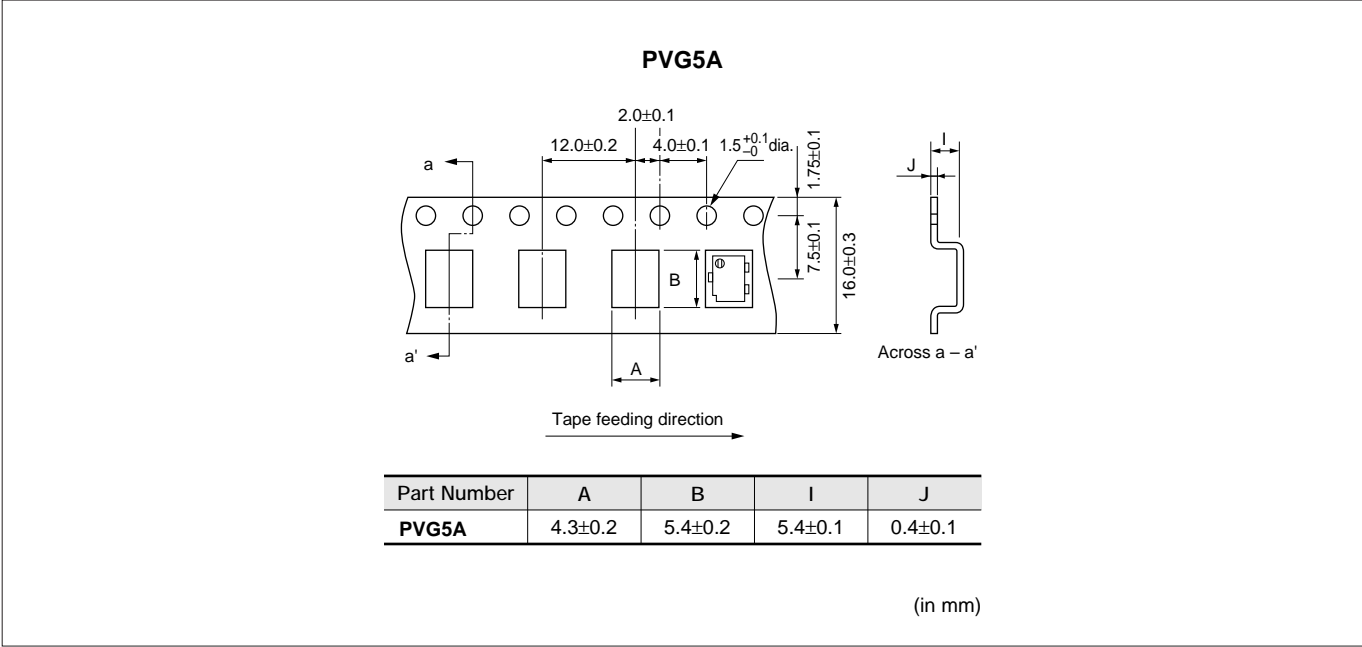 PVG5A
2.0±0.1
12.0±0.2
4.0±0.1
1.5 +0.1 –0 dia.
1.75±0.1
7.5±0.1
16.0±0.3
a
a'
B
A
I
J
Across a – a'
Tape feeding direction
Part Number A B I J
PVG5A 4.3±0.2 5.4±0.2 5.4±0.1 0.4±0.1
(in mm)